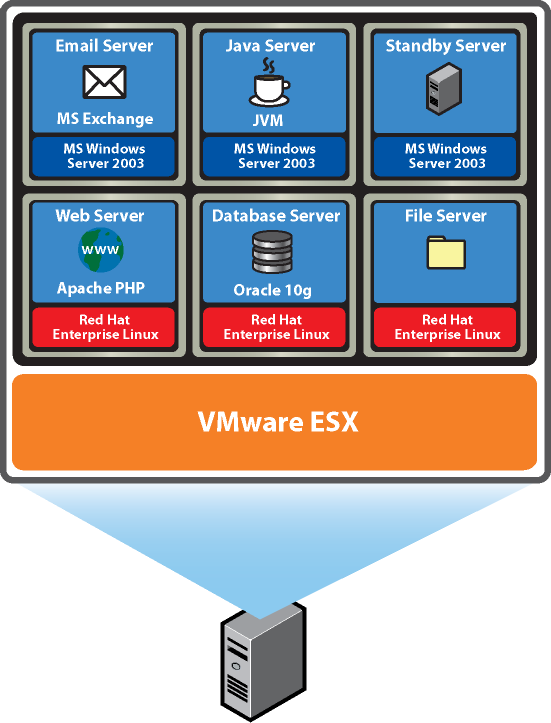 Email Server
MS Exchange
MS Windows
Server 2003
Java Server
JVM
MS Windows
Server 2003
Standby Server
MS Windows
Server 2003
Web Server
www
Apache PHP
Red Hat
Enterprise Linux
Database Server
Oracle 10g
Red Hat
Enterprise Linux
File Server
Red Hat
Enterprise Linux
VMware ESX